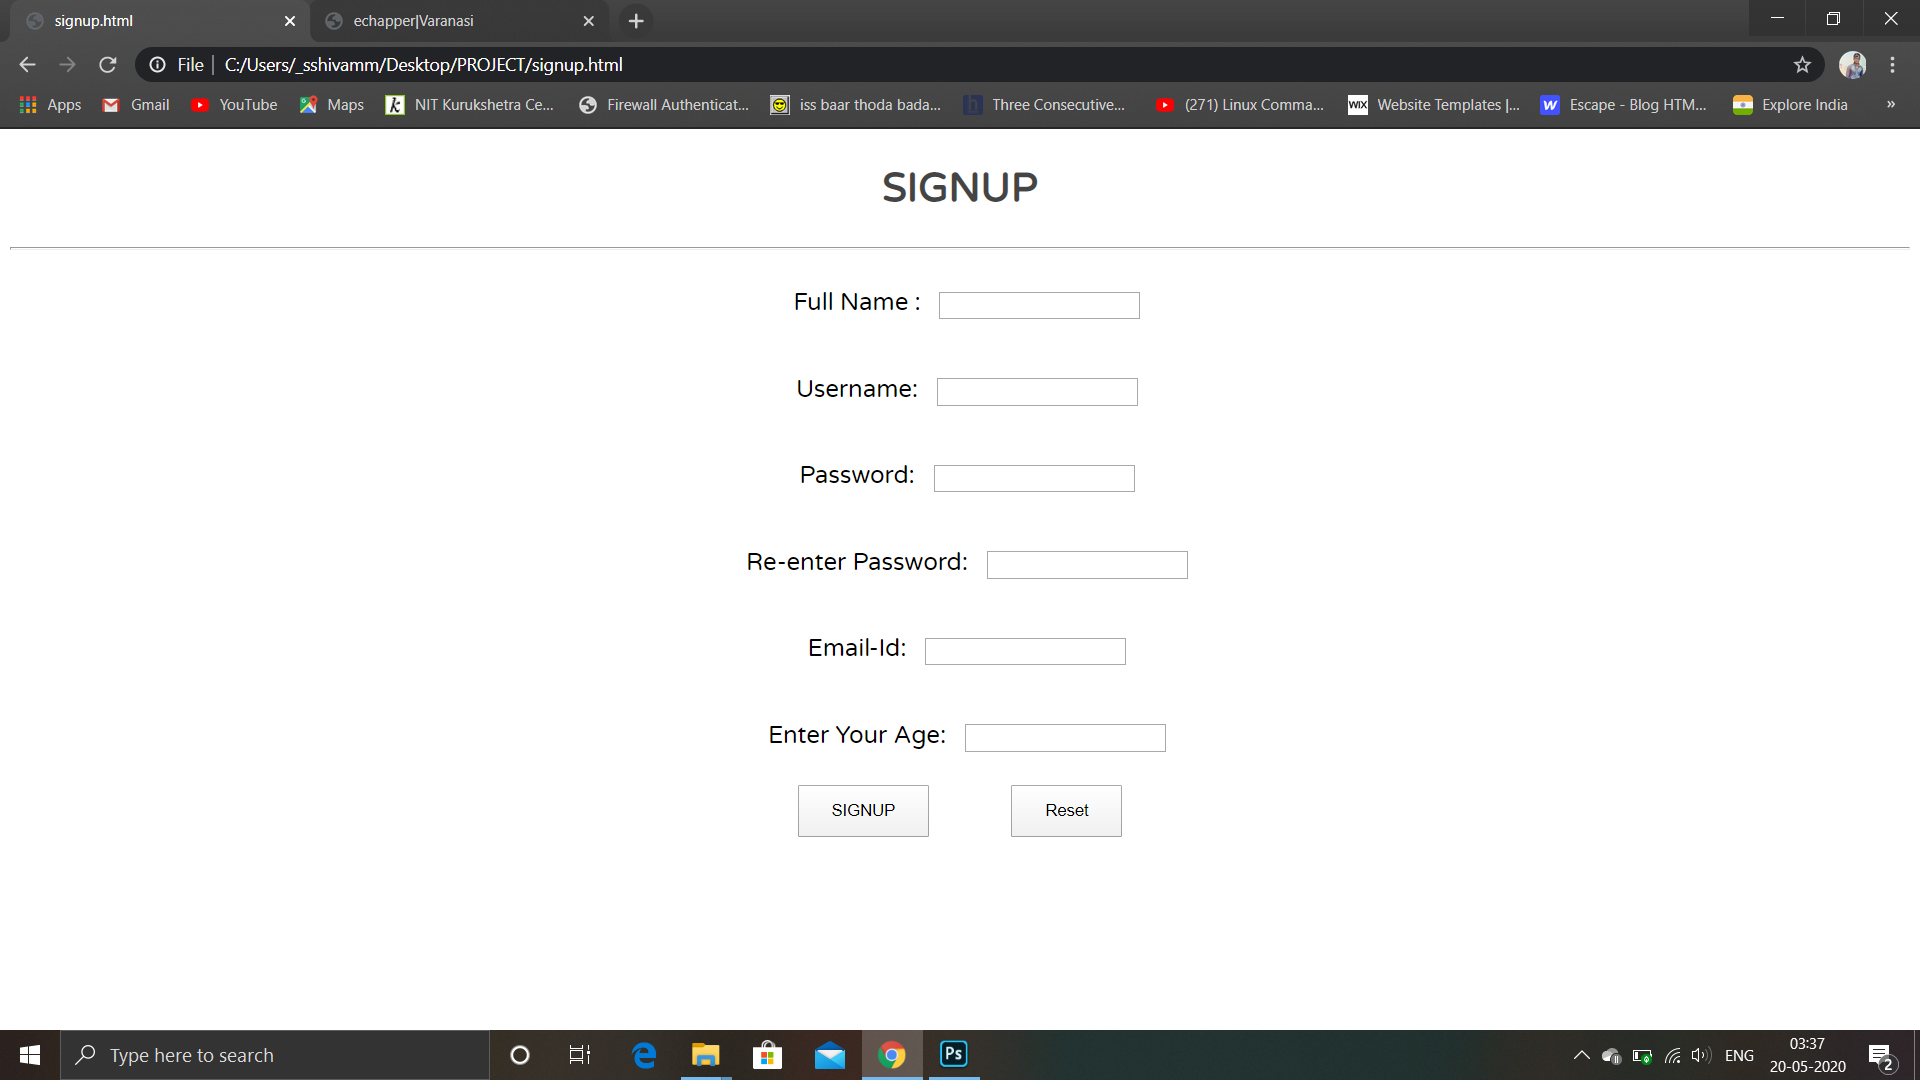 signup.html
echapper|Varanasi
File
C:/Users/_sshivamm/Desktop/PROJECT/signup.html
Apps
Gmail
YouTube
Maps
k
NIT Kurukshetra Ce...
Firewall Authenticat...
iss baar thoda bada...
h
Three Consecutive...
(271) Linux Comma...
WIX
Website Templates |...
W
Escape - Blog HTM...
Explore India
»
SIGNUP
Full Name :
Username:
Password:
Re-enter Password:
Email-Id:
Enter Your Age:
SIGNUP
Reset
Type here to search
Ps
ENG
03:37
20-05-2020
2